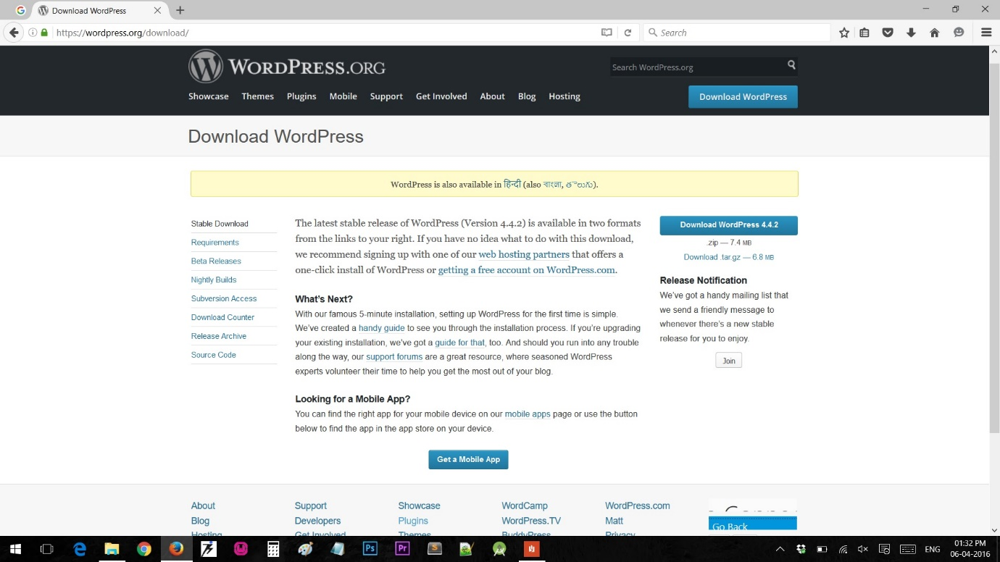 Download WordPress
https://wordpress.org/download/
Search
WORDPRESS.ORG
Search WordPress.org
Showcase Themes Plugins Mobile Support Get Involved About Blog Hosting
Download WordPress
Download WordPress
WordPress is also available in हिन्दी (also বাংলা, తెలుగు).
Stable Download
Requirements
Beta Releases
Nightly Builds
Subversion Access
Download Counter
Release Archive
Source Code
The latest stable release of WordPress (Version 4.4.2) is available in two formats
from the links to your right. If you have no idea what to do with this download,
we recommend signing up with one of our web hosting partners that offers a
one-click install of WordPress or getting a free account on WordPress.com.
What's Next?
With our famous 5-minute installation, setting up WordPress for the first time is simple.
We've created a handy guide to see you through the installation process. If you're upgrading
your existing installation, we've got a guide for that, too. And should you run into any trouble
along the way, our support forums are a great resource, where seasoned WordPress
experts volunteer their time to help you get the most out of your blog.
Looking for a Mobile App?
You can find the right app for your mobile device on our mobile apps page or use the button
below to find the app in the app store on your device.
Get a Mobile App
Download WordPress 4.4.2
.zip — 7.4 MB
Download .tar.gz — 6.8 MB
Release Notification
We've got a handy mailing list that
we send a friendly message to
whenever there's a new stable
release for you to enjoy.
Join
About Support Showcase WordCamp WordPress.com
Blog Developers Plugins WordPress.TV Matt
Hosting Get Involved Themes BuddyPress Privacy
Go Back
Ps Pr
ENG
01:32 PM
06-04-2016